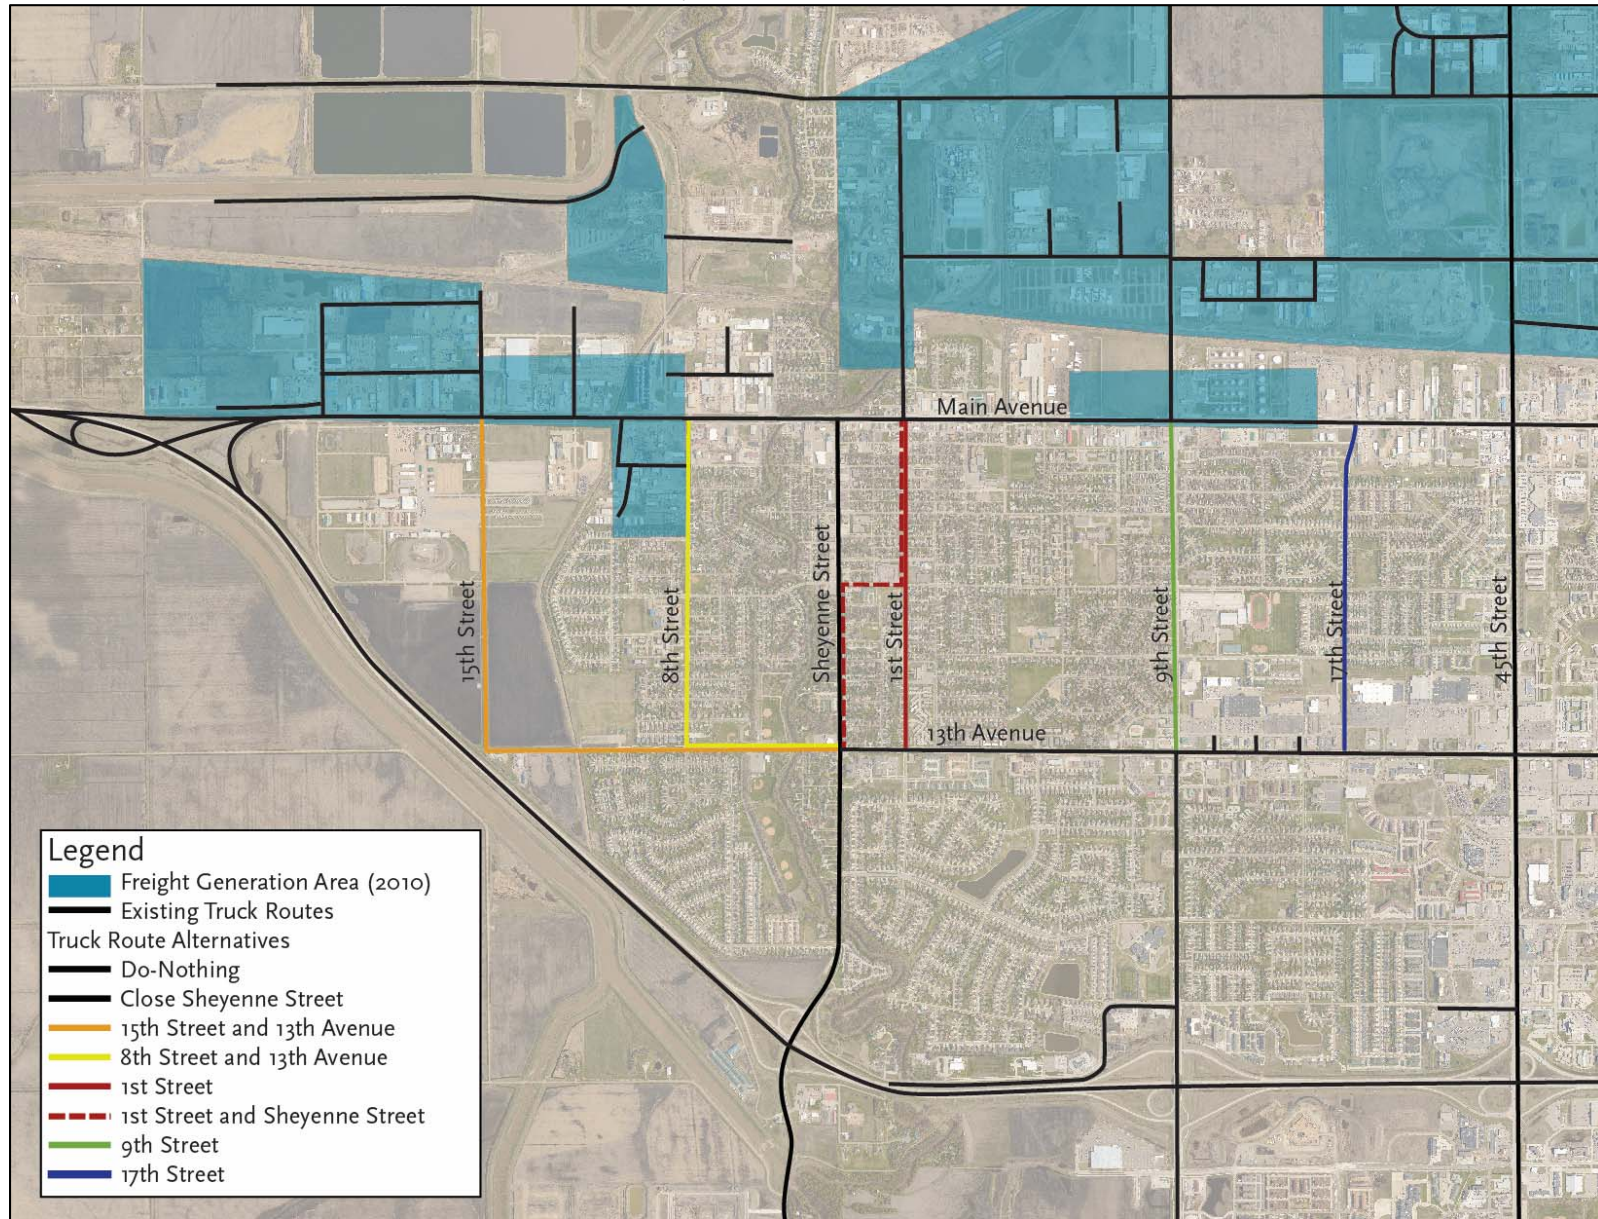 Main Avenue
15th Street
8th Street
Sheyenne Street
1st Street
9th Street
17th Street
45th Street
13th Avenue
Legend
Freight Generation Area (2010)
Existing Truck Routes
Truck Route Alternatives
Do-Nothing
Close Sheyenne Street
15th Street and 13th Avenue
8th Street and 13th Avenue
1st Street
1st Street and Sheyenne Street
9th Street
17th Street